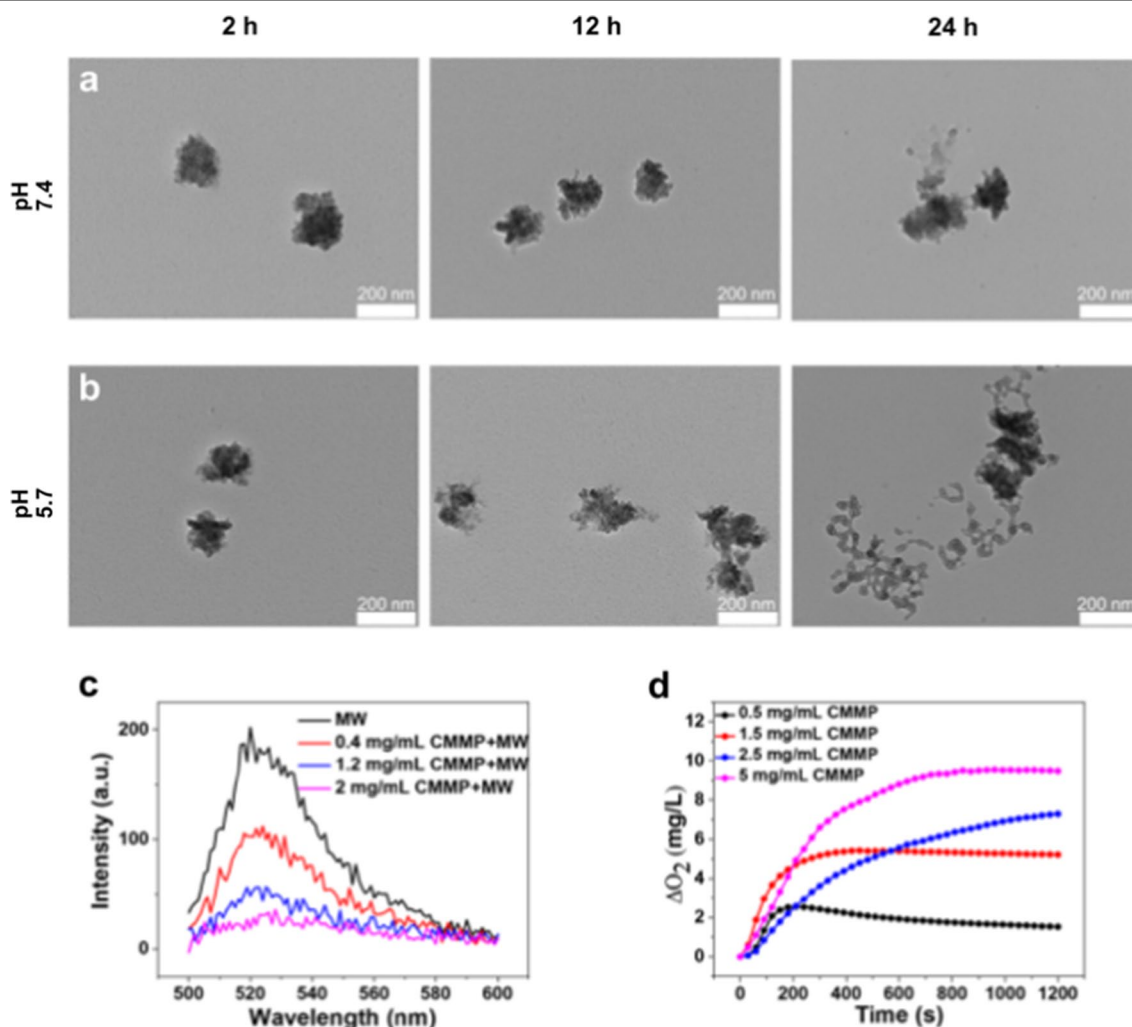 2 h 12 h 24 h
a
pH
7.4
200 nm 200 nm 200 nm
b
pH
5.7
200 nm 200 nm 200 nm
c
Intensity (a.u.)
200
100
0
MW
0.4 mg/mL CMMP+MW
1.2 mg/mL CMMP+MW
2 mg/mL CMMP+MW
500 520 540 560 580 600
Wavelength (nm)
d
ΔO2 (mg/L)
12
10
8
6
4
2
0
0.5 mg/mL CMMP
1.5 mg/mL CMMP
2.5 mg/mL CMMP
5 mg/mL CMMP
0 200 400 600 800 1000 1200
Time (s)